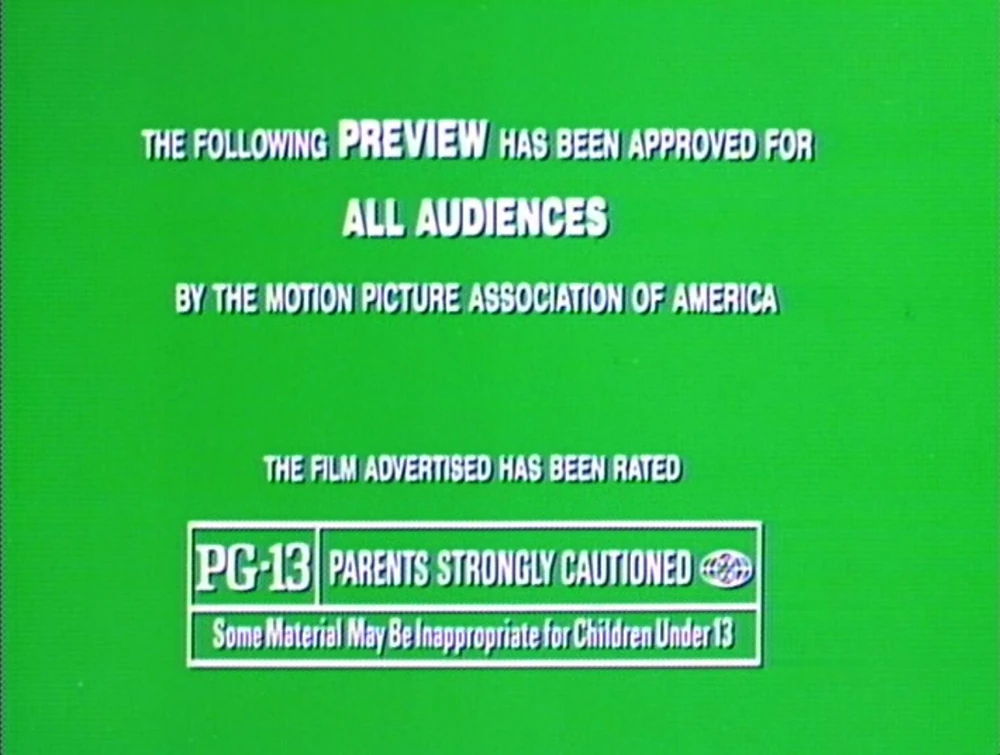 THE FOLLOWING PREVIEW HAS BEEN APPROVED FOR
ALL AUDIENCES
BY THE MOTION PICTURE ASSOCIATION OF AMERICA
THE FILM ADVERTISED HAS BEEN RATED
PG-13 PARENTS STRONGLY CAUTIONED
Some Material May Be Inappropriate for Children Under 13